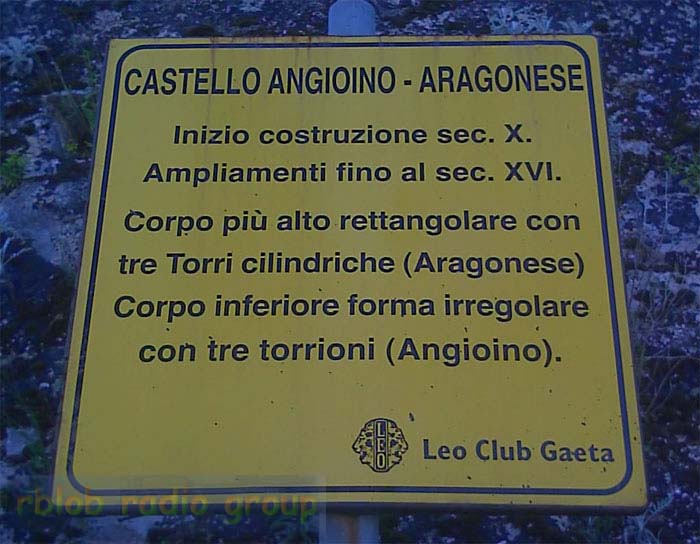 CASTELLO ANGIOINO - ARAGONESE
Inizio costruzione sec. X.
Ampliamenti fino al sec. XVI.
Corpo più alto rettangolare con
tre Torri cilindriche (Aragonese)
Corpo inferiore forma irregolare
con tre torrioni (Angioino).
LEO
Leo Club Gaeta
rblob radio group